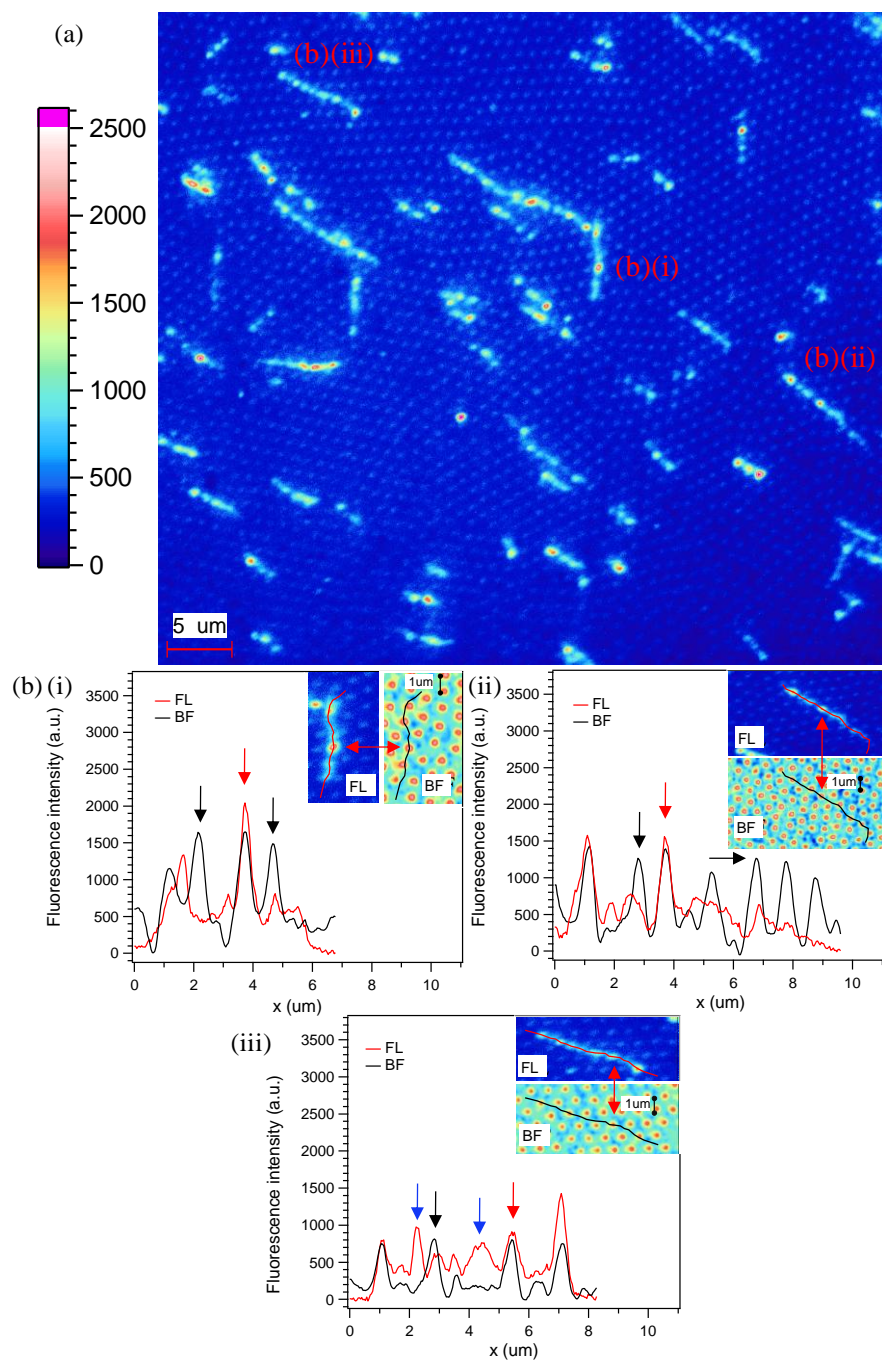 (a)
(b)(iii)
2500
2000
1500
1000
500
0
(b)(i)
(b)(ii)
5 um
(b) (i)
Fluorescence intensity (a.u.)
3500
3000
2500
2000
1500
1000
500
0
FL
BF
1um
FL
BF
0 2 4 6 8 10
x (um)
(ii)
Fluorescence intensity (a.u.)
3500
3000
2500
2000
1500
1000
500
0
FL
BF
FL
1um
BF
0 2 4 6 8 10
x (um)
(iii)
Fluorescence intensity (a.u.)
3500
3000
2500
2000
1500
1000
500
0
FL
BF
FL
1um
BF
0 2 4 6 8 10
x (um)